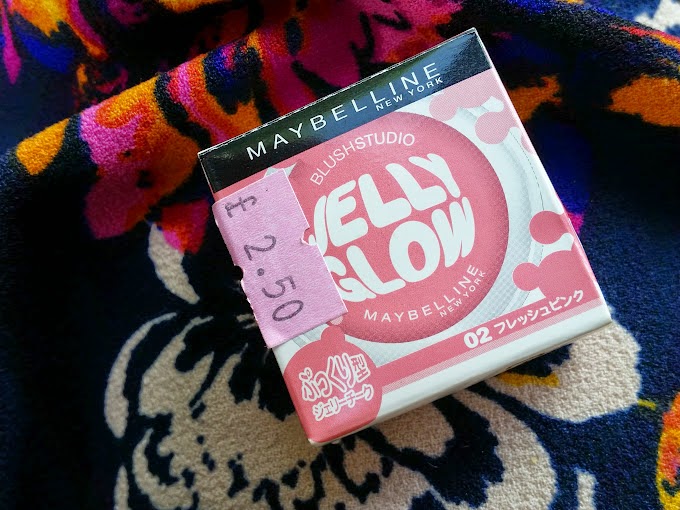 MAYBELLINE
NEW YORK
BLUSHSTUDIO
JELLY
GLOW
MAYBELLINE
NEW YORK
£2.50
02 フレッシュピンク
ぷっくり型
ジェリーチーク